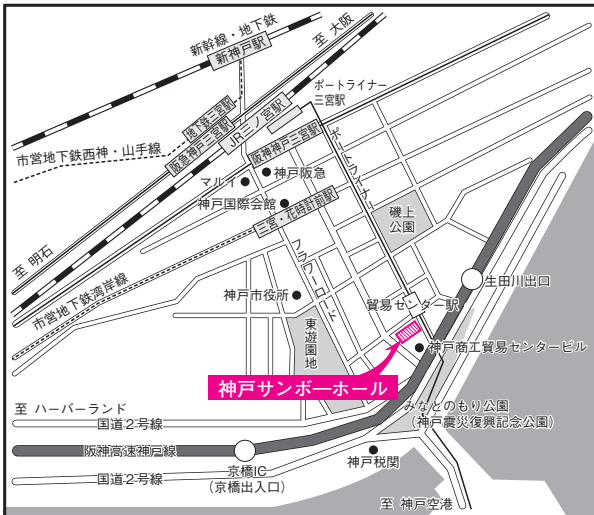 新幹線・地下鉄
新神戸駅
至 大阪
ポートライナー
三宮駅
地下鉄三宮駅
JR三ノ宮駅
阪急神戸三宮駅
阪神神戸三宮駅
市営地下鉄西神・山手線
マルイ
神戸阪急
神戸国際会館
三宮・花時計前駅
ポートライナー
磯上
公園
至 明石
市営地下鉄湾岸線
フラワーロード
神戸市役所
生田川出口
貿易センター駅
東遊園地
神戸商工貿易センタービル
神戸サンボーホール
至 ハーバーランド
国道2号線
みなとのもり公園
(神戸震災復興記念公園)
阪神高速神戸線
国道2号線
京橋IC
(京橋出入口)
神戸税関
至 神戸空港